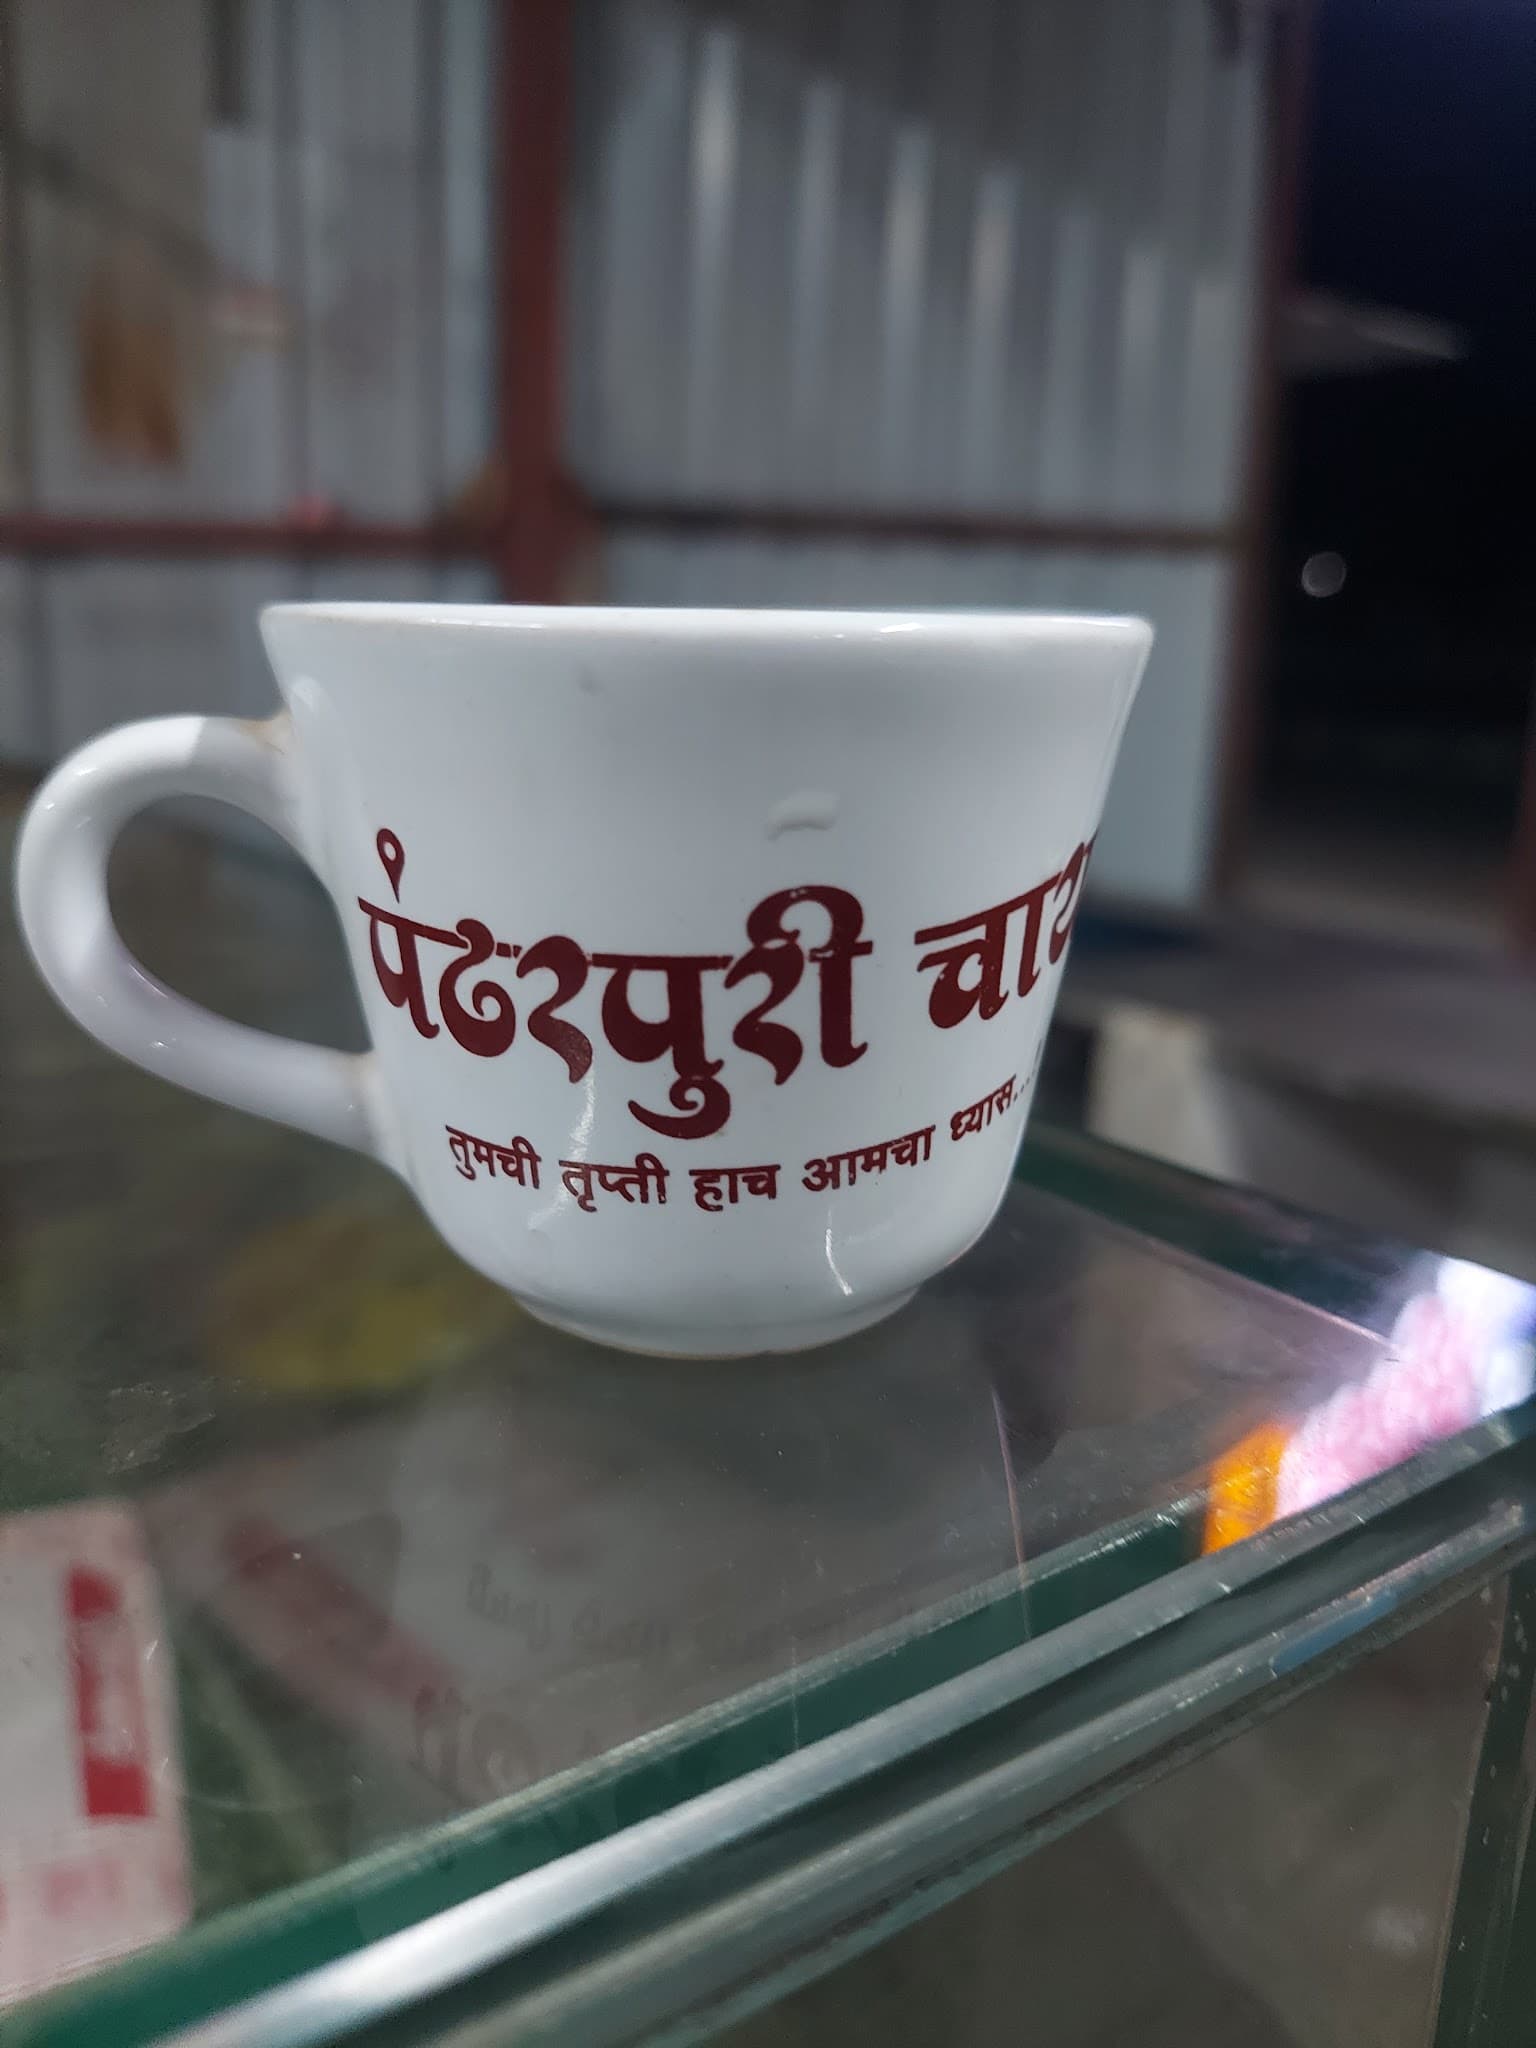 पंढरपुरी चाय
तुमची तृप्ती हाच आमचा ध्यास...